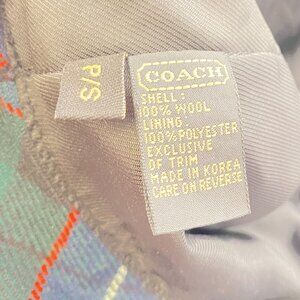 P/S
COACH
SHELL:
100% WOOL
LINING:
100% POLYESTER
EXCLUSIVE
OF TRIM
MADE IN KOREA
CARE ON REVERSE